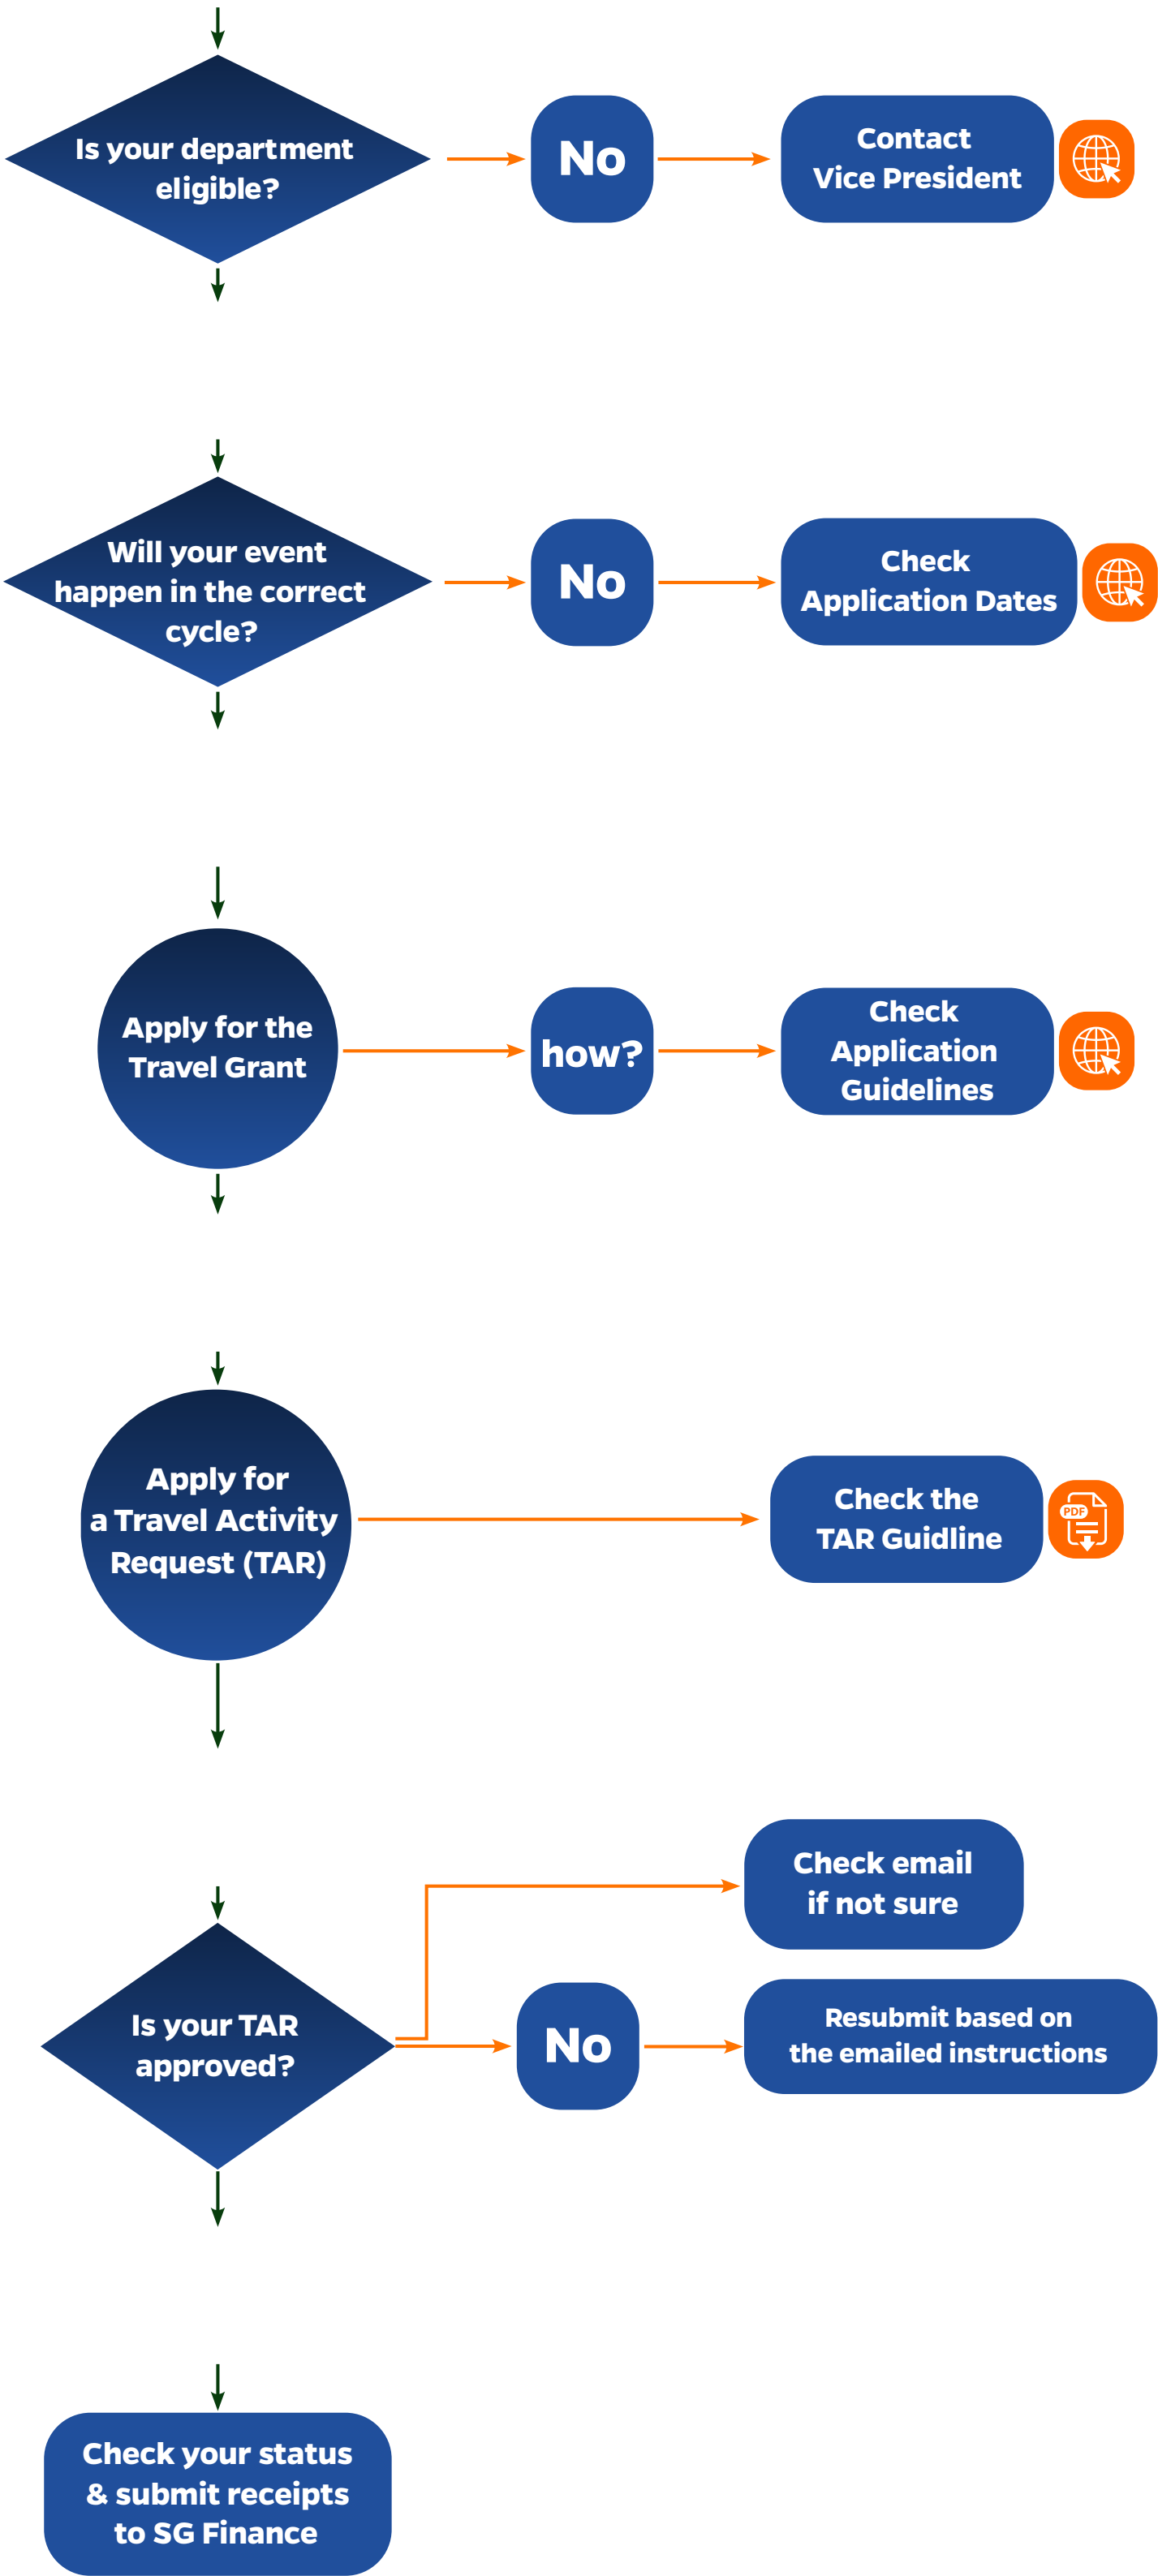 Is your department
eligible?
No
Contact
Vice President
Will your event
happen in the correct
cycle?
No
Check
Application Dates
Apply for the
Travel Grant
how?
Check
Application
Guidelines
Apply for
a Travel Activity
Request (TAR)
Check the
TAR Guidline
PDF
Check email
if not sure
Is your TAR
approved?
No
Resubmit based on
the emailed instructions
Check your status
& submit receipts
to SG Finance